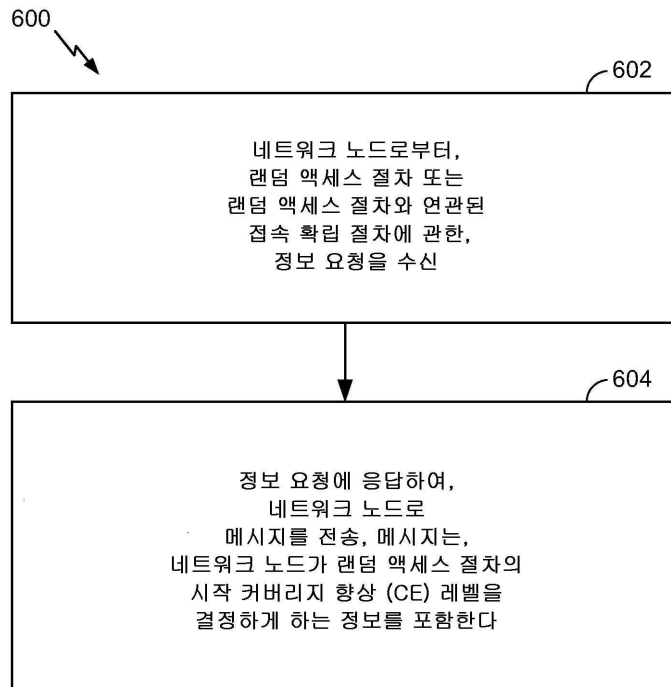 600
602
네트워크 노드로부터,
랜덤 액세스 절차 또는
랜덤 액세스 절차와 연관된
접속 확립 절차에 관한,
정보 요청을 수신
604
정보 요청에 응답하여,
네트워크 노드로
메시지를 전송, 메시지는,
네트워크 노드가 랜덤 액세스 절차의
시작 커버리지 향상 (CE) 레벨을
결정하게 하는 정보를 포함한다